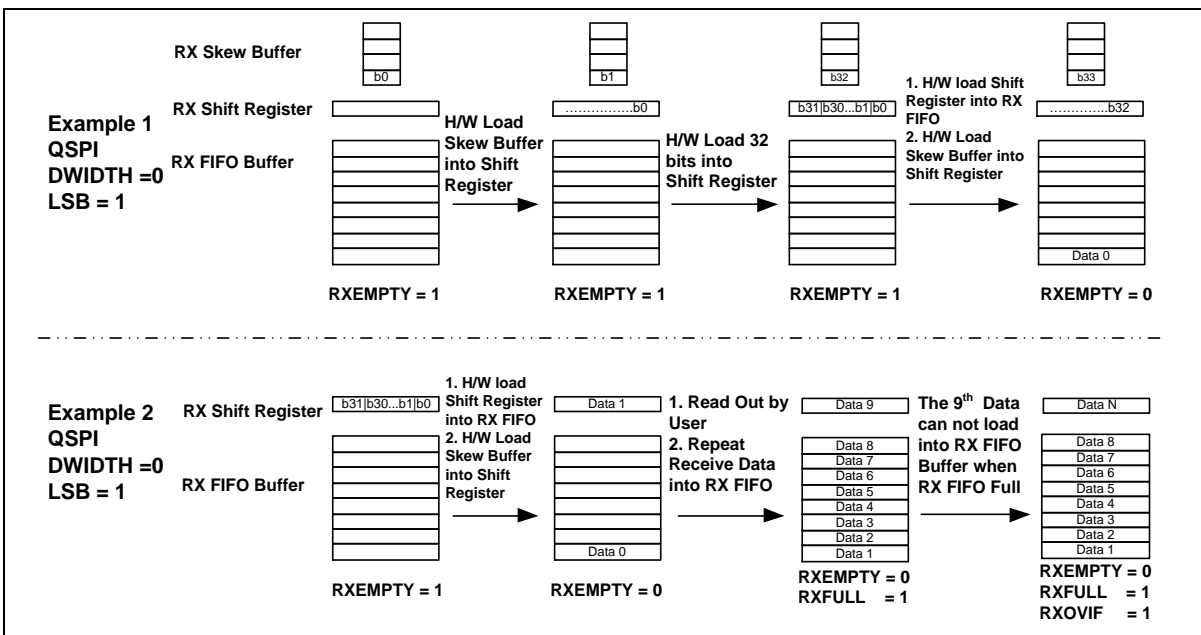 RX Skew Buffer
b0
b1
b32
b33
RX Shift Register
...............b0
b31|b30...b1|b0
.............b32
Example 1
QSPI
DWIDTH =0
LSB = 1
RX FIFO Buffer
H/W Load
Skew Buffer
into Shift
Register
H/W Load 32
bits into
Shift Register
1. H/W load Shift
Register into RX
FIFO
2. H/W Load
Skew Buffer into
Shift Register
Data 0
RXEMPTY = 1
RXEMPTY = 1
RXEMPTY = 1
RXEMPTY = 0
Example 2
QSPI
DWIDTH =0
LSB = 1
RX Shift Register
RX FIFO Buffer
b31|b30...b1|b0
RXEMPTY = 1
1. H/W load
Shift Register
into RX FIFO
2. H/W Load
Skew Buffer
into Shift
Register
Data 1
Data 0
RXEMPTY = 0
1. Read Out by
User
2. Repeat
Receive Data
into RX FIFO
Data 9
Data 8
Data 7
Data 6
Data 5
Data 4
Data 3
Data 2
Data 1
RXEMPTY = 0
RXFULL = 1
The 9th Data
can not load
into RX FIFO
Buffer when
RX FIFO Full
Data N
Data 8
Data 7
Data 6
Data 5
Data 4
Data 3
Data 2
Data 1
RXEMPTY = 0
RXFULL = 1
RXOVIF = 1